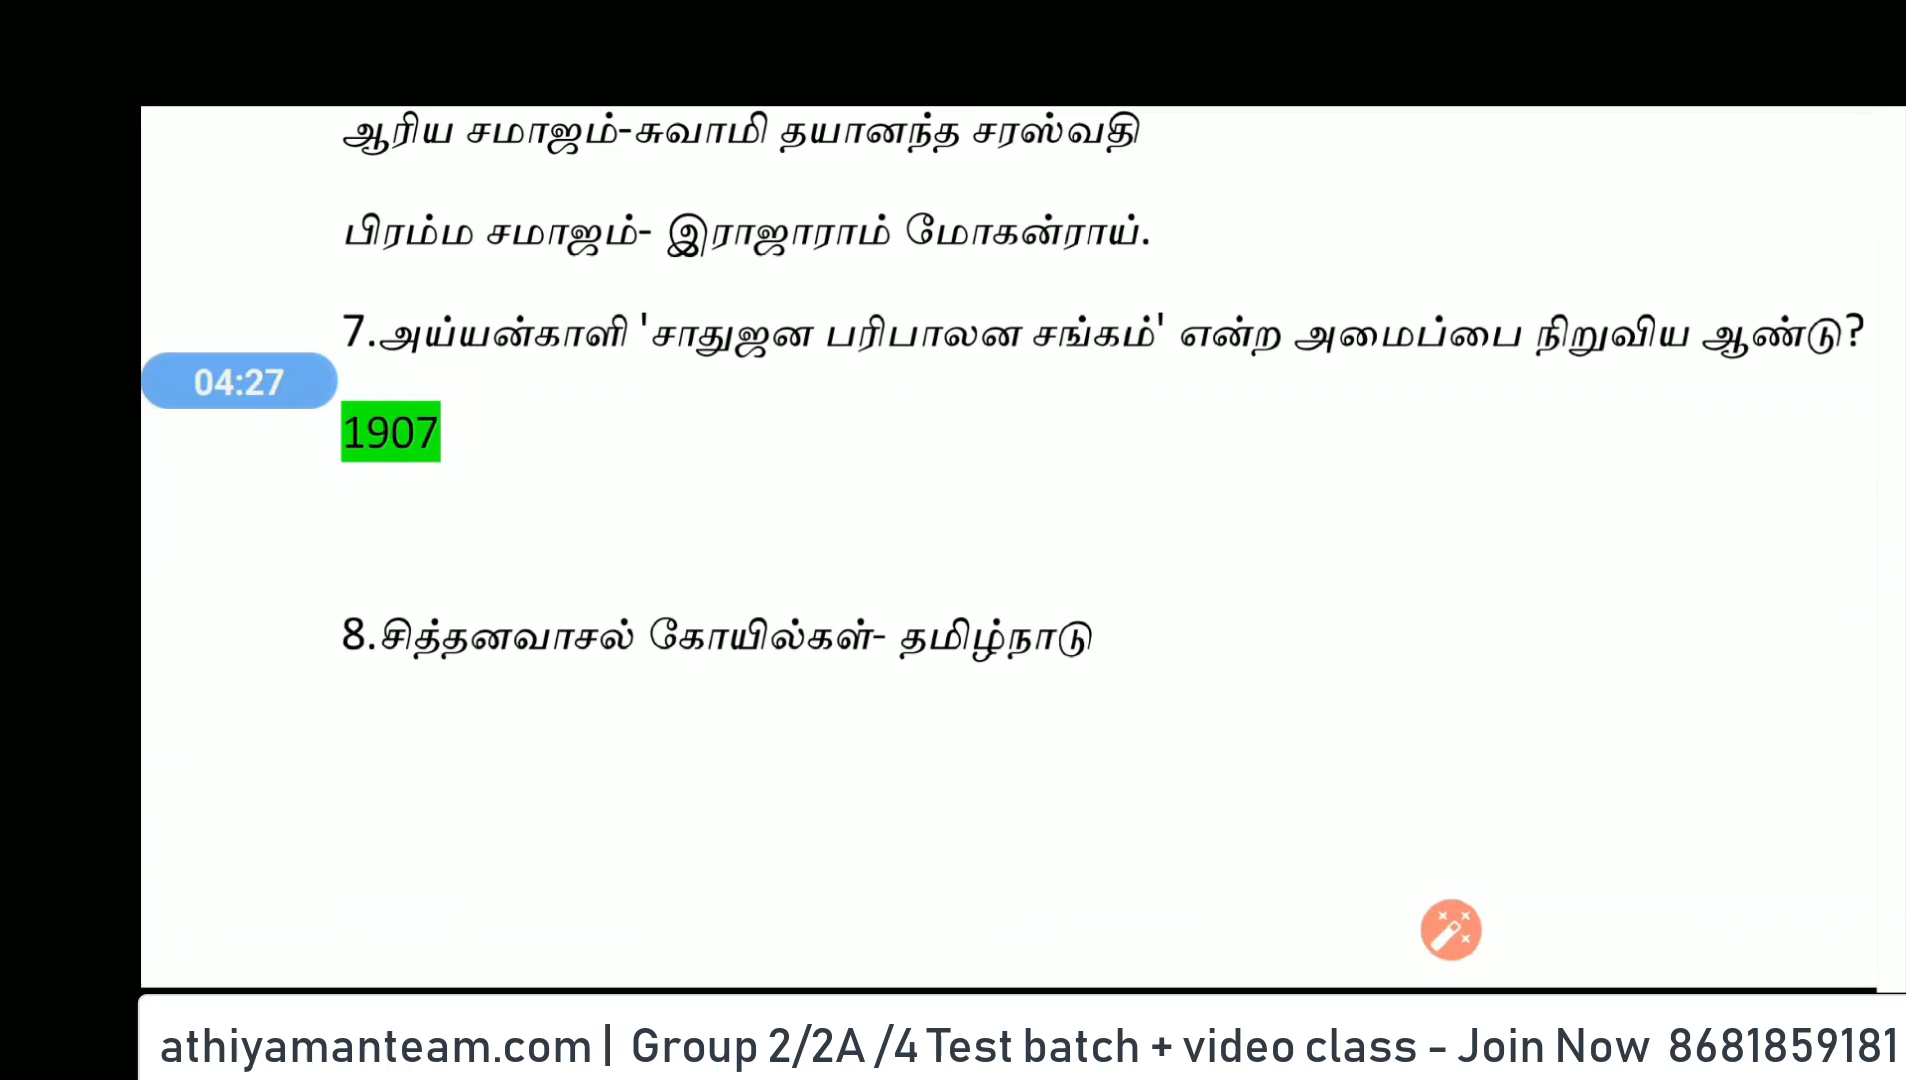 ஆரிய சமாஜம்-சுவாமி தயானந்த சரஸ்வதி
பிரம்ம சமாஜம்- இராஜாராம் மோகன்ராய்.
7.அய்யன்காளி 'சாதுஜன பரிபாலன சங்கம்' என்ற அமைப்பை நிறுவிய ஆண்டு?
04:27
1907
8.சித்தனவாசல் கோயில்கள்- தமிழ்நாடு
athiyamanteam.com | Group 2/2A /4 Test batch + video class - Join Now 8681859181